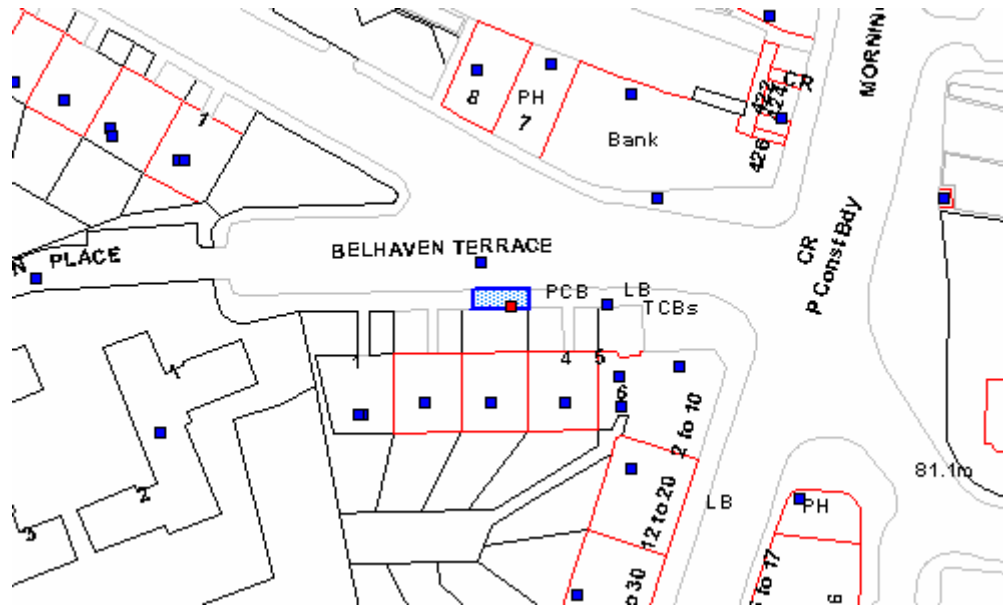 MORNIN
CR
422
424
426
8
PH
7
Bank
1
BELHAVEN TERRACE
N PLACE
CR
P Const Bdy
PCB
LB
TCBs
4
5
6
1
2
3
2 to 10
12 to 20
o 30
LB
PH
81.1m
to 17
6